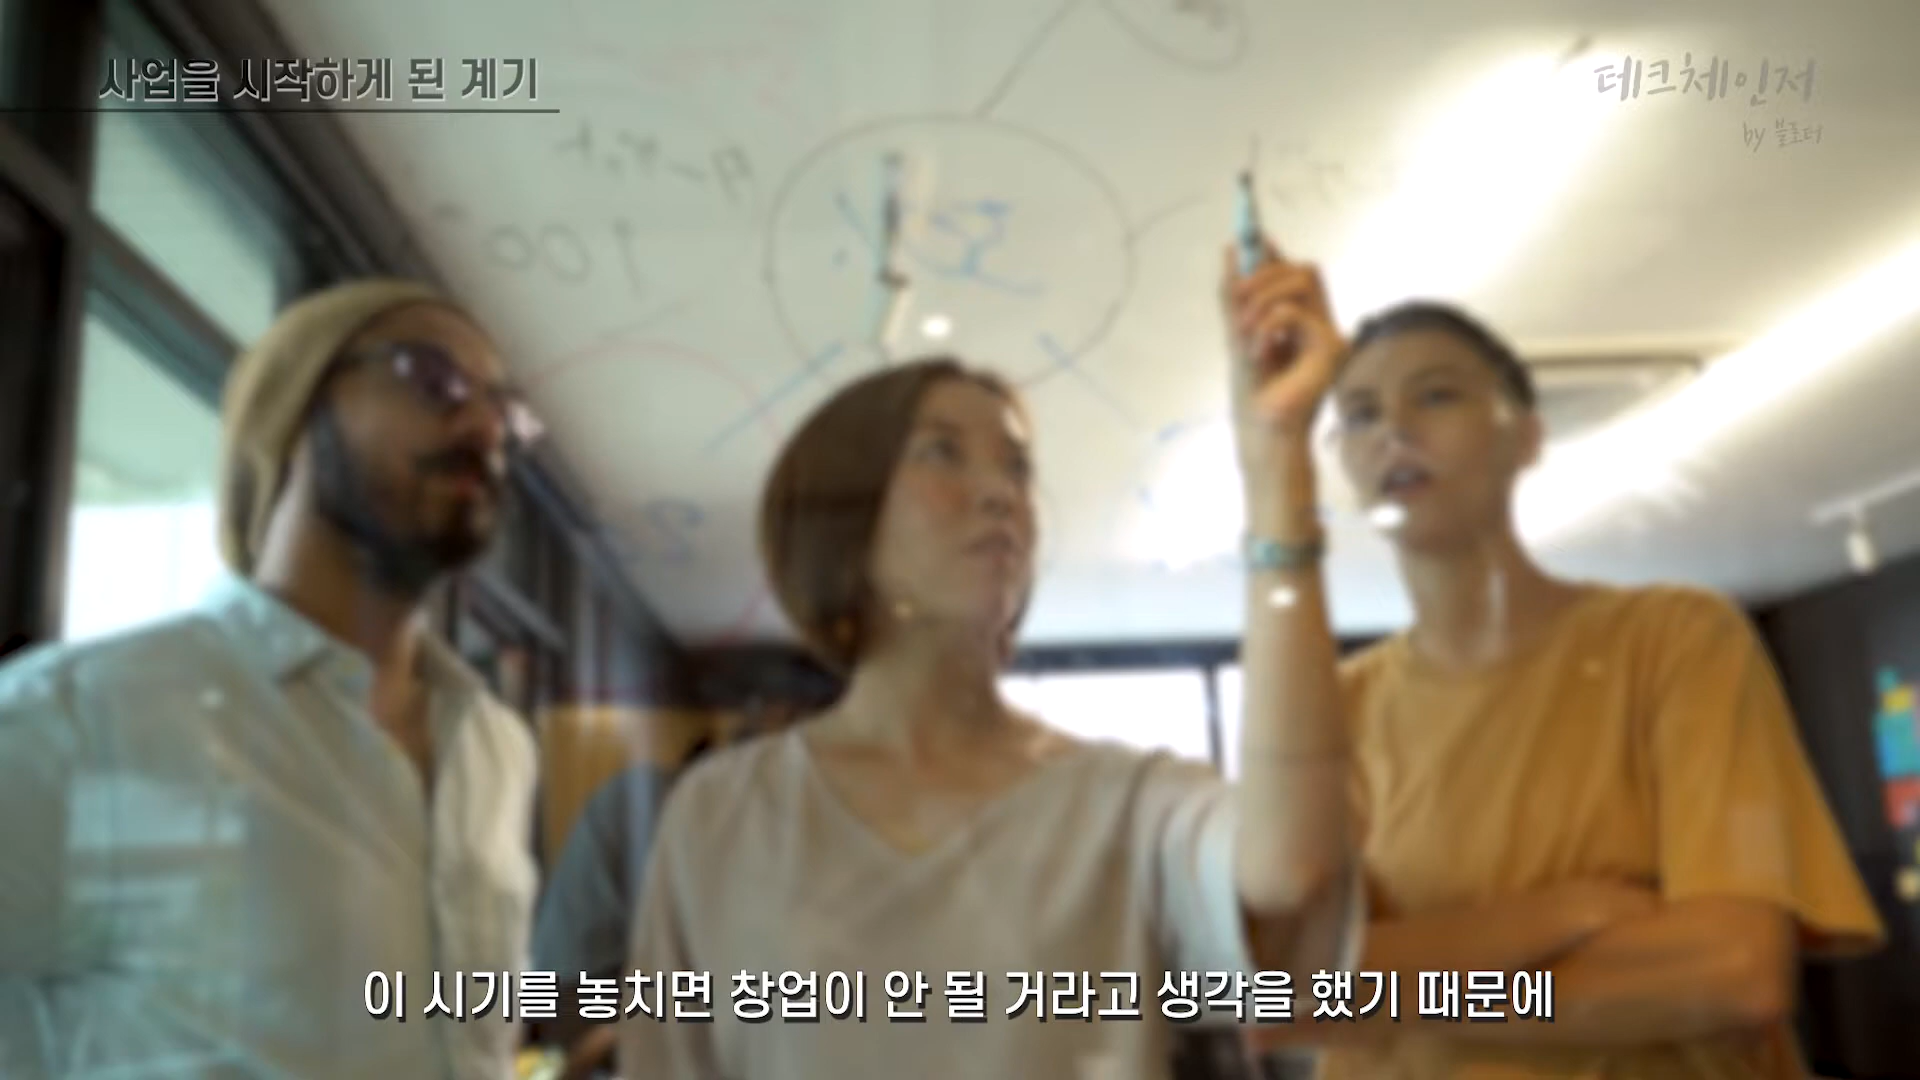 사업을 시작하게 된 계기
테크체인저
by 블로터
100
이 시기를 놓치면 창업이 안 될 거라고 생각을 했기 때문에